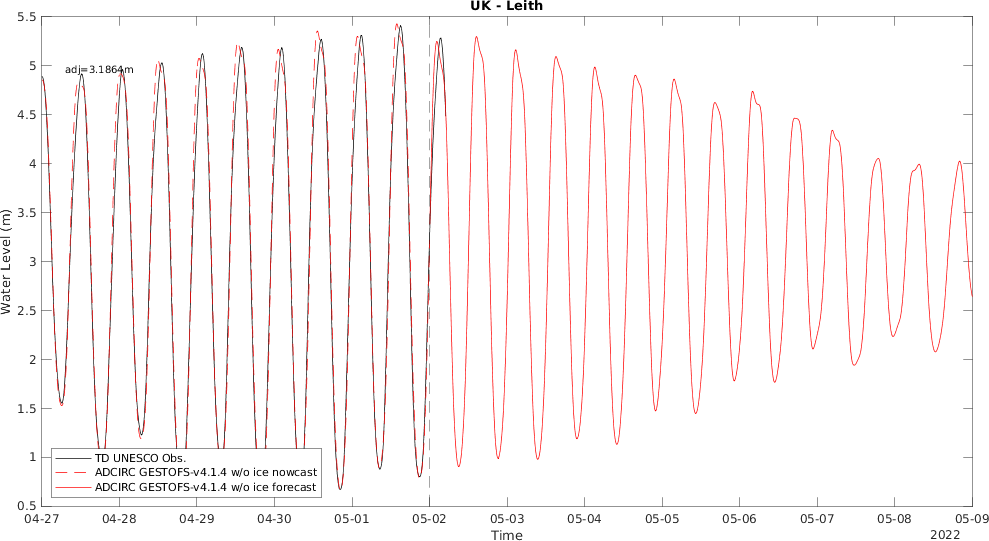 UK - Leith
5.5
5
4.5
4
3.5
3
2.5
2
1.5
1
0.5
Water Level (m)
adj=3.1864m
TD UNESCO Obs.
ADCIRC GESTOFS-v4.1.4 w/o ice nowcast
ADCIRC GESTOFS-v4.1.4 w/o ice forecast
04-27 04-28 04-29 04-30 05-01 05-02 05-03 05-04 05-05 05-06 05-07 05-08 05-09
Time
2022